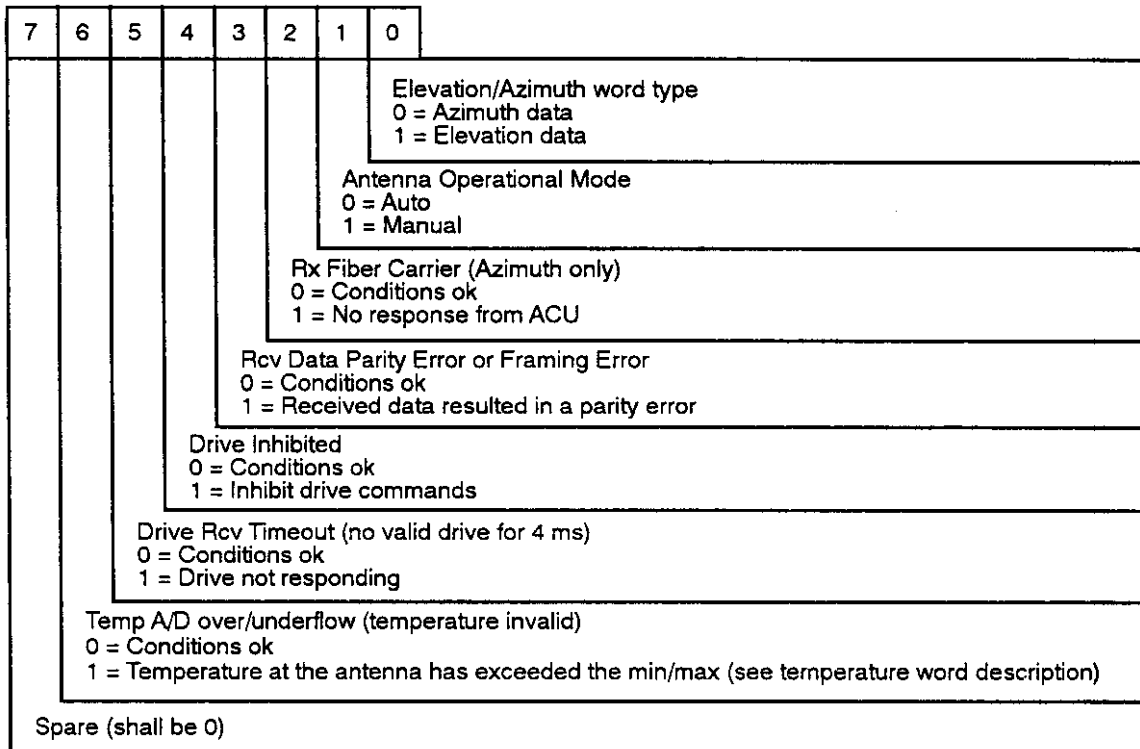 7 6 5 4 3 2 1 0
Elevation/Azimuth word type
0 = Azimuth data
1 = Elevation data
Antenna Operational Mode
0 = Auto
1 = Manual
Rx Fiber Carrier (Azimuth only)
0 = Conditions ok
1 = No response from ACU
Rcv Data Parity Error or Framing Error
0 = Conditions ok
1 = Received data resulted in a parity error
Drive Inhibited
0 = Conditions ok
1 = Inhibit drive commands
Drive Rcv Timeout (no valid drive for 4 ms)
0 = Conditions ok
1 = Drive not responding
Temp A/D over/underflow (temperature invalid)
0 = Conditions ok
1 = Temperature at the antenna has exceeded the min/max (see temperature word description)
Spare (shall be 0)